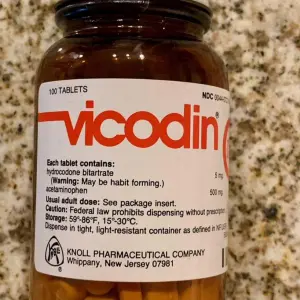 100 TABLETS
NDC 0044-
vicodin®
Each tablet contains:
hydrocodone bitartrate 5 mg
(Warning: May be habit forming.)
acetaminophen 500 mg
Usual adult dose: See package insert.
Caution: Federal law prohibits dispensing without prescription
Storage: 59°-86°F, 15°-30°C.
Dispense in tight, light-resistant container as defined in
KNOLL PHARMACEUTICAL COMPANY
Whippany, New Jersey 07981